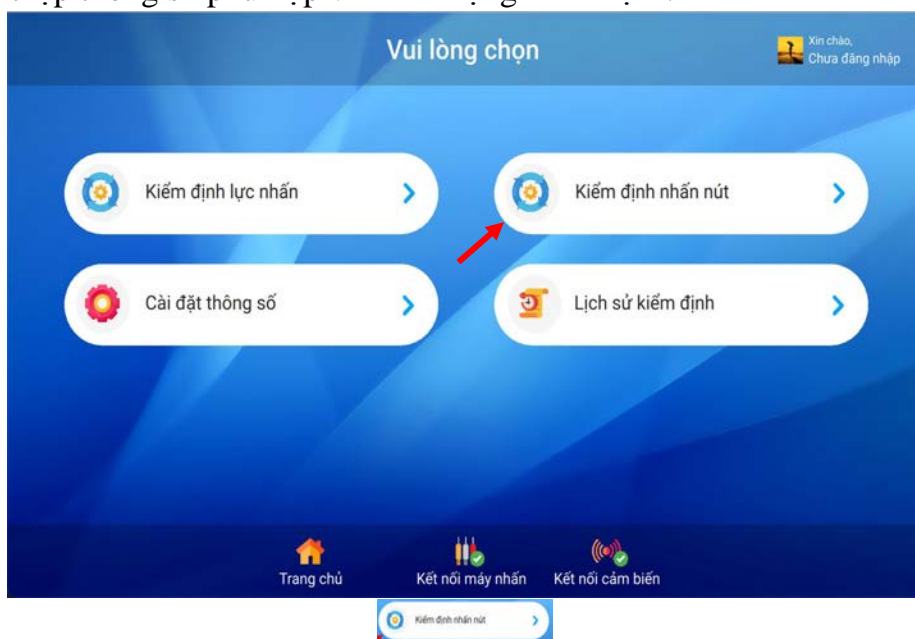 Vui lòng chọn
Xin chào,
Chưa đăng nhập
Kiểm định lực nhấn
Kiểm định nhấn nút
Cài đặt thông số
Lịch sử kiểm định
Trang chủ
Kết nối máy nhấn
Kết nối cảm biến
Kiểm định nhấn nút